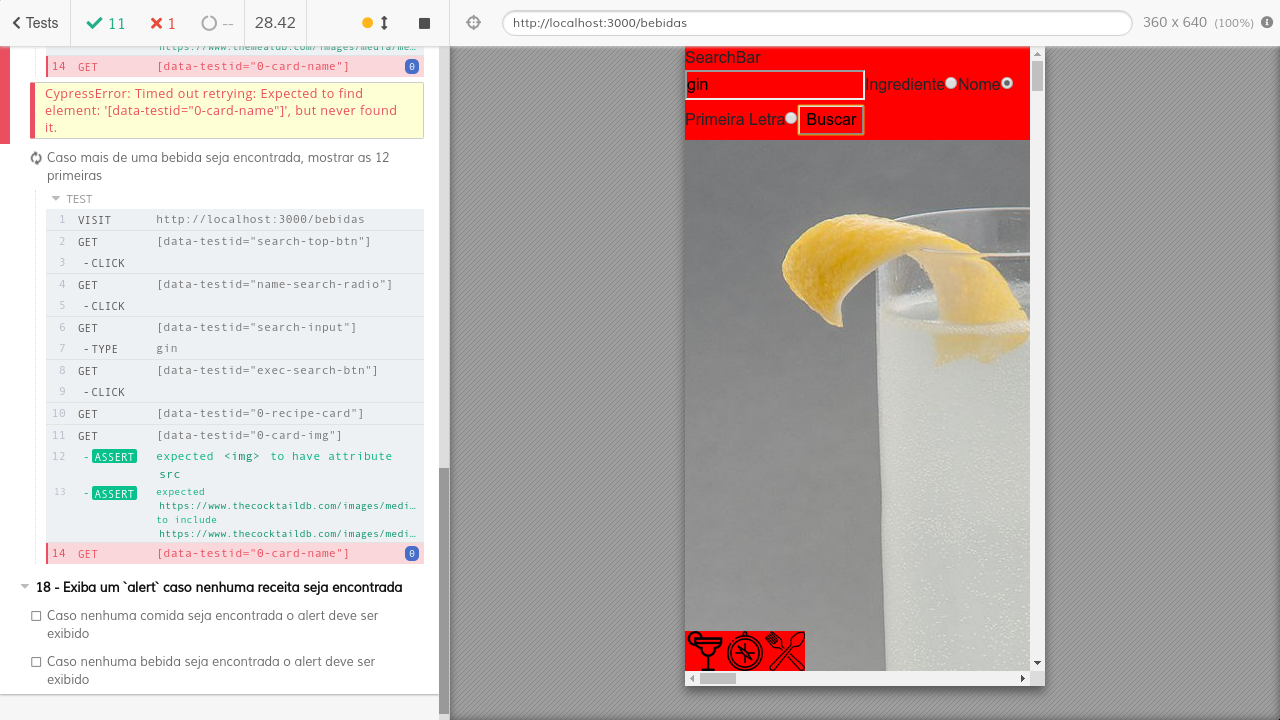 Tests
11
1
--
28.42
http://localhost:3000/bebidas
360 x 640 (100%)
https://www.themealdb.com/images/media/me…
GET [data-testid="0-card-name"] 0
CypressError: Timed out retrying: Expected to find
element: '[data-testid="0-card-name"]', but never found
it.
Caso mais de uma bebida seja encontrada, mostrar as 12
primeiras
TEST
1 VISIT http://localhost:3000/bebidas
2 GET [data-testid="search-top-btn"]
3 -CLICK
4 GET [data-testid="name-search-radio"]
5 -CLICK
6 GET [data-testid="search-input"]
7 -TYPE gin
8 GET [data-testid="exec-search-btn"]
9 -CLICK
10 GET [data-testid="0-recipe-card"]
11 GET [data-testid="0-card-img"]
12 -ASSERT expected <img> to have attribute
src
13 -ASSERT expected
https://www.thecocktaildb.com/images/medi…
to include
https://www.thecocktaildb.com/images/medi…
14 GET [data-testid="0-card-name"] 0
18 - Exiba um `alert` caso nenhuma receita seja encontrada
Caso nenhuma comida seja encontrada o alert deve ser
exibido
Caso nenhuma bebida seja encontrada o alert deve ser
exibido
SearchBar
gin Ingrediente Nome
Primeira Letra Buscar